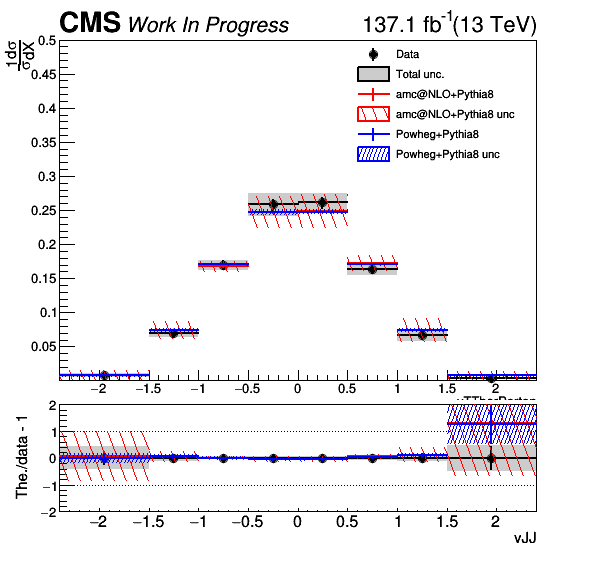 CMS Work In Progress 137.1 fb⁻¹(13 TeV)
1 dσ
σ dX
0.5
0.45
0.4
0.35
0.3
0.25
0.2
0.15
0.1
0.05
Data
Total unc.
amc@NLO+Pythia8
amc@NLO+Pythia8 unc
Powheg+Pythia8
Powheg+Pythia8 unc
−2 −1.5 −1 −0.5 0 0.5 1 1.5 2
The./data - 1
2
1
0
−1
−2
−2 −1.5 −1 −0.5 0 0.5 1 1.5 2
yJJ